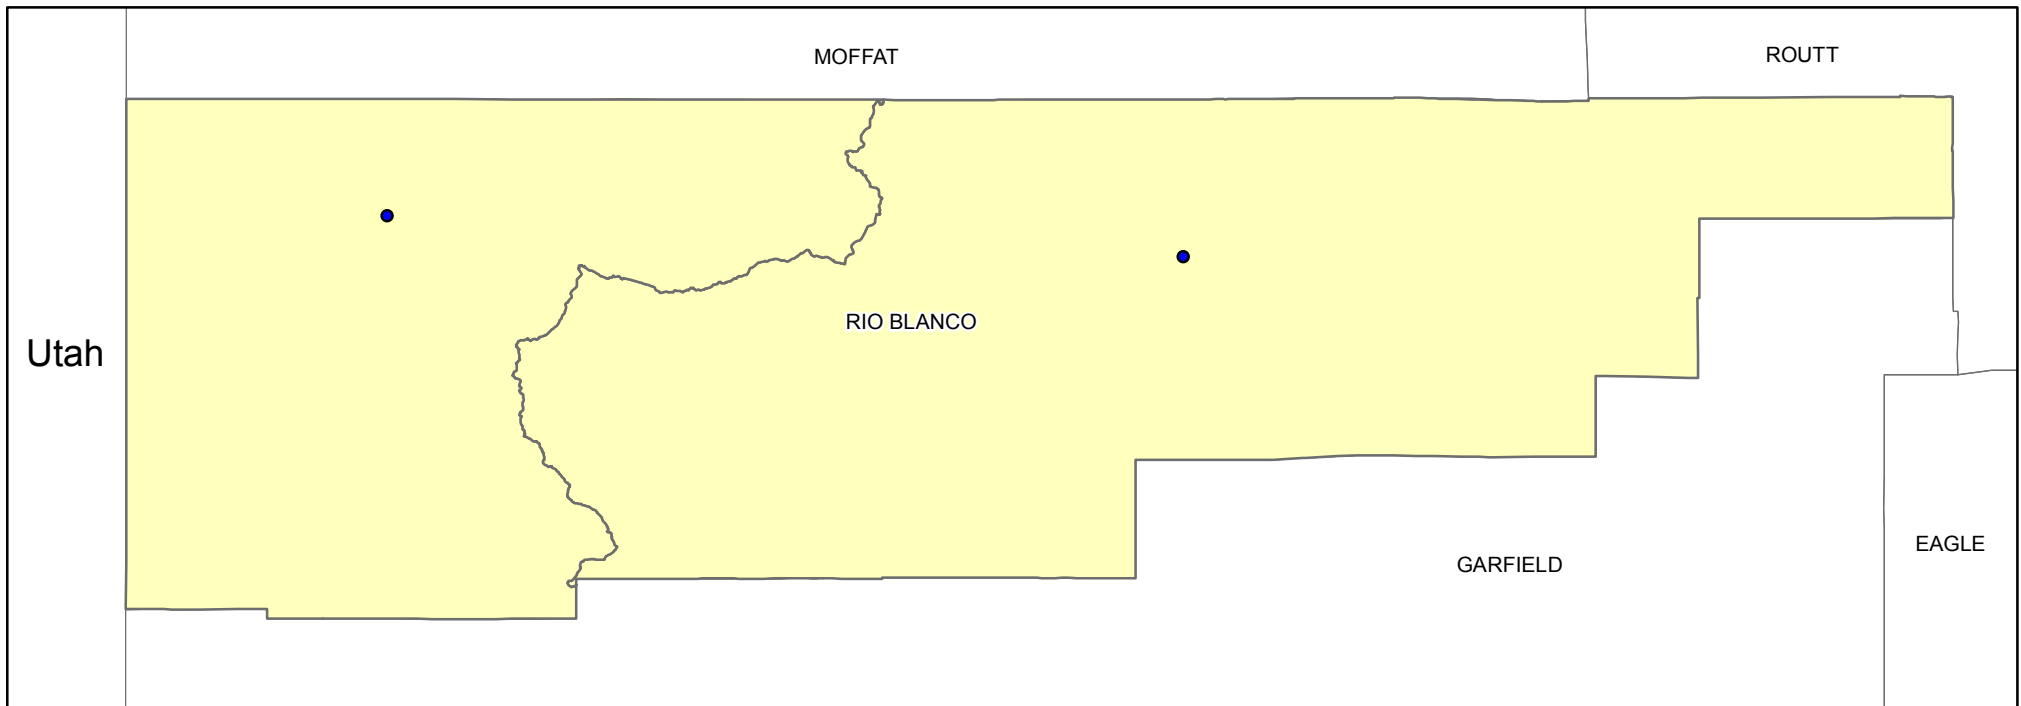 MOFFAT
ROUTT
RIO BLANCO
Utah
EAGLE
GARFIELD